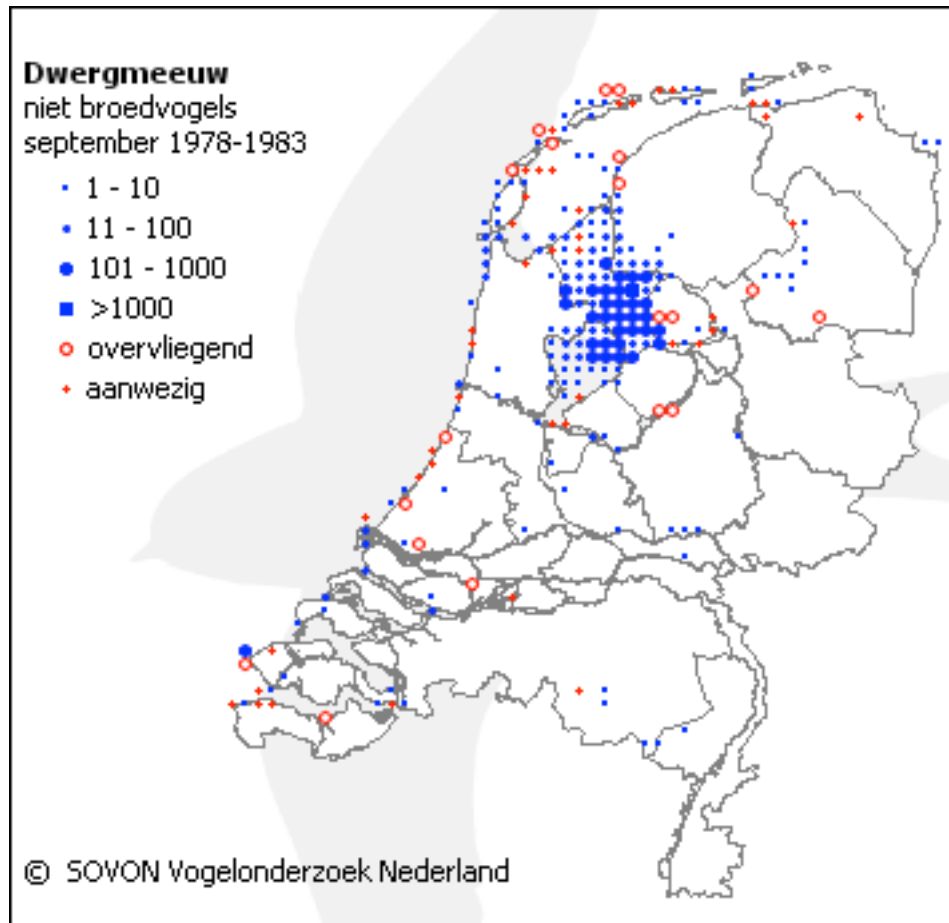 Dwergmeeuw
niet broedvogels
september 1978-1983
1 - 10
11 - 100
101 - 1000
>1000
overvliegend
aanwezig
© SOVON Vogelonderzoek Nederland